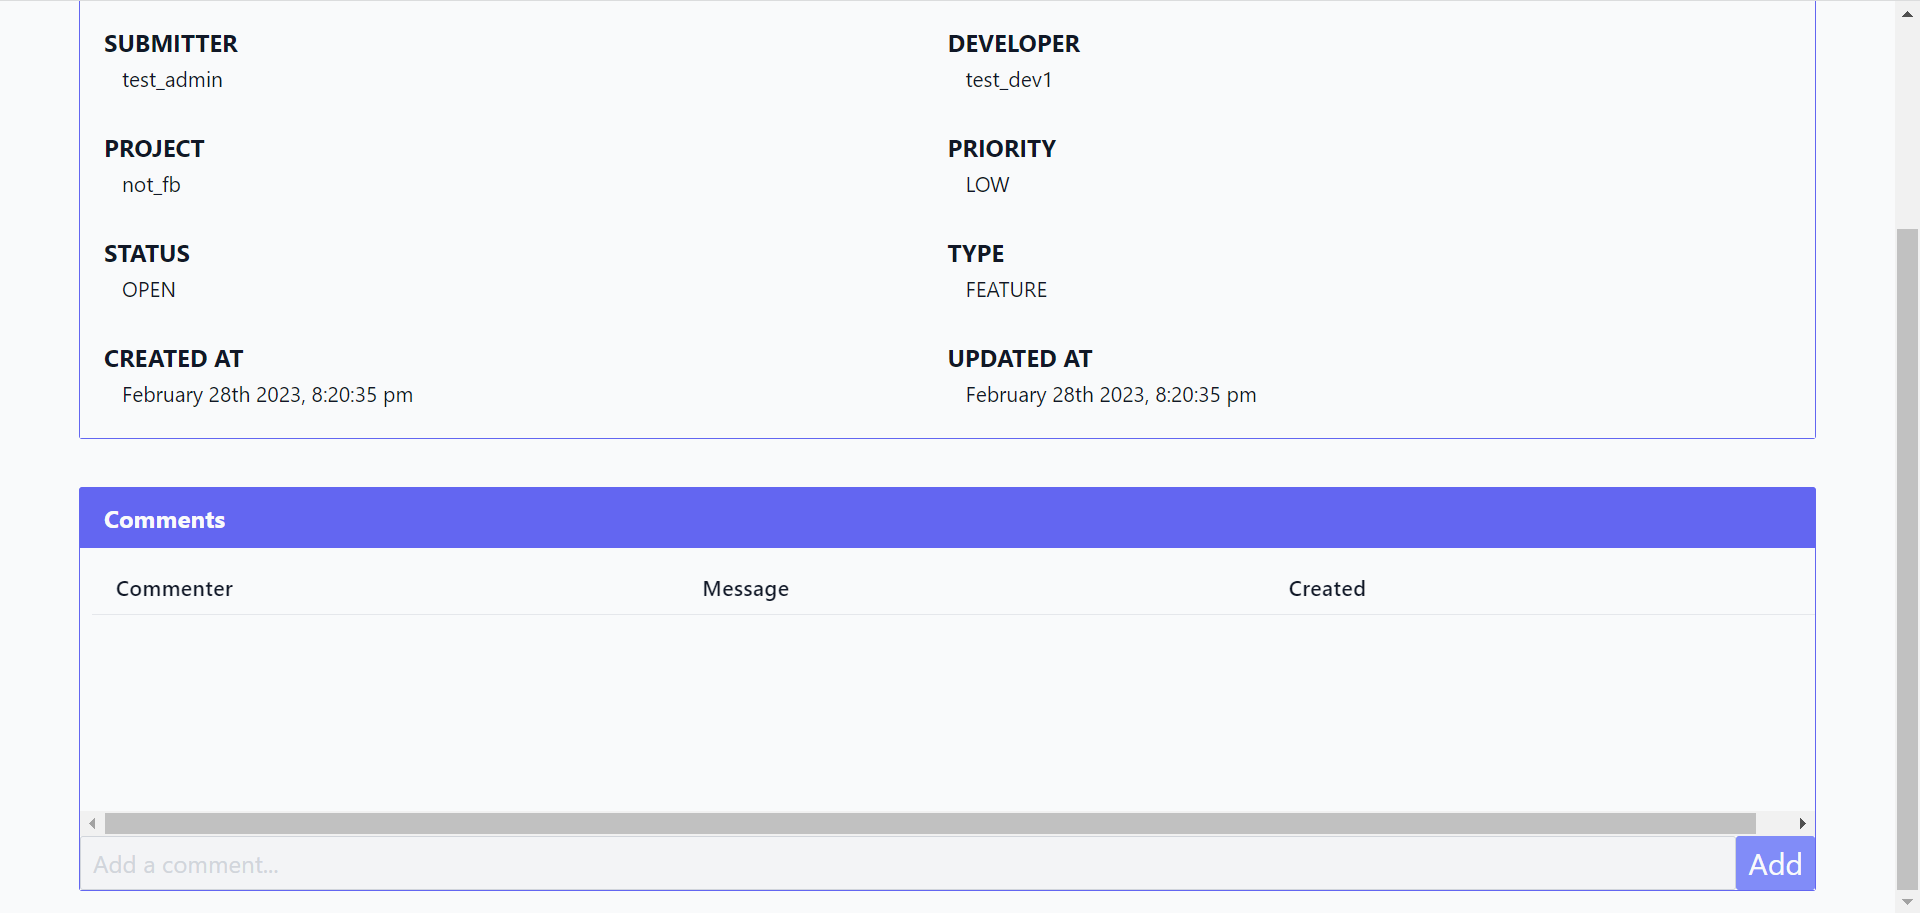 SUBMITTER DEVELOPER
test_admin test_dev1
PROJECT PRIORITY
not_fb LOW
STATUS TYPE
OPEN FEATURE
CREATED AT UPDATED AT
February 28th 2023, 8:20:35 pm February 28th 2023, 8:20:35 pm
Comments
Commenter Message Created
Add a comment... Add